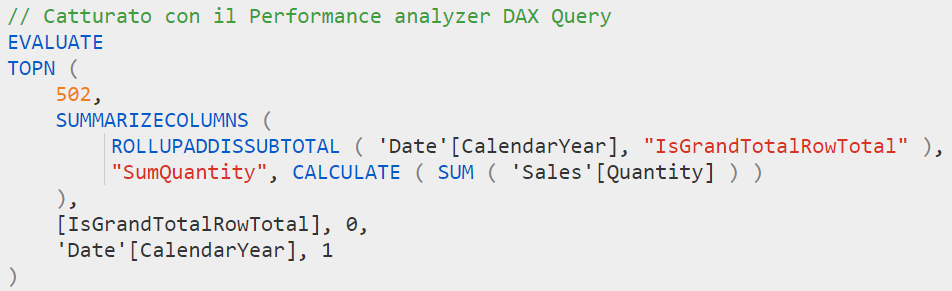 // Catturato con il Performance analyzer DAX Query
EVALUATE
TOPN (
    502,
    SUMMARIZECOLUMNS (
        ROLLUPADDISSUBTOTAL ( 'Date'[CalendarYear], "IsGrandTotalRowTotal" ),
        "SumQuantity", CALCULATE ( SUM ( 'Sales'[Quantity] ) )
    ),
    [IsGrandTotalRowTotal], 0,
    'Date'[CalendarYear], 1
)